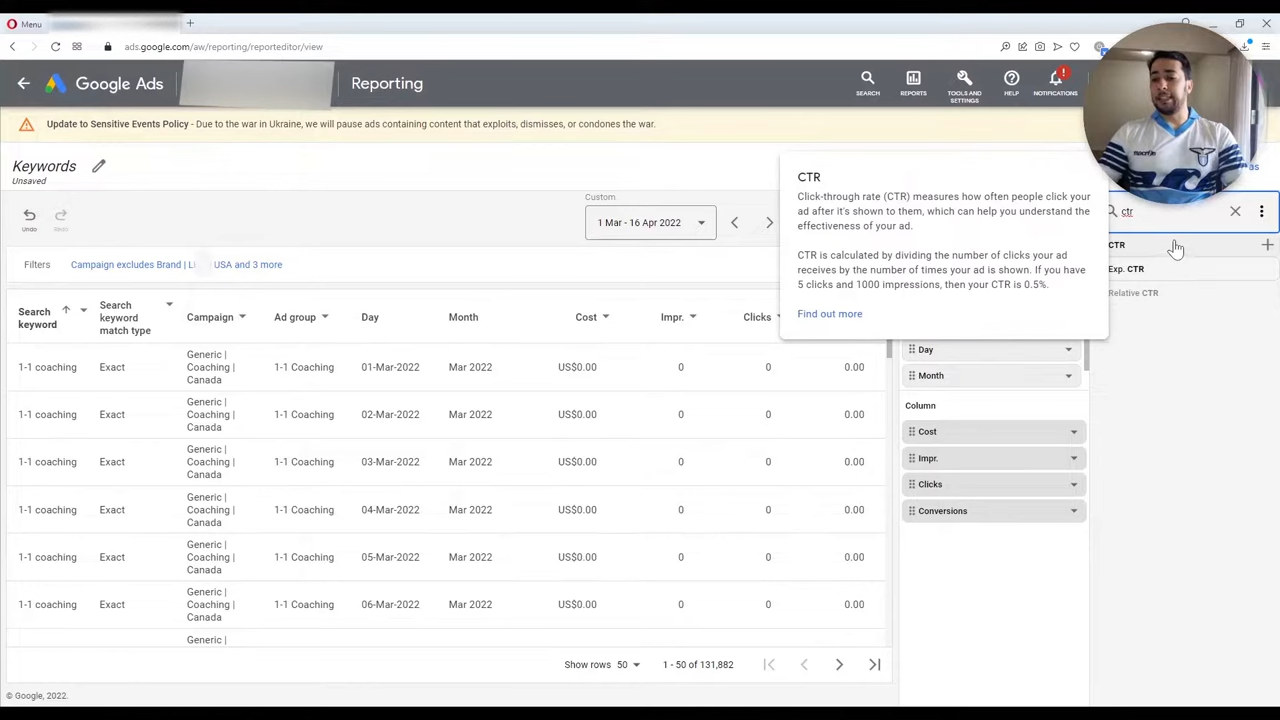 Menu
ads.google.com/aw/reporting/reporteditor/view
Google Ads
Reporting
SEARCH
REPORTS
TOOLS AND
SETTINGS
HELP
NOTIFICATIONS
!
Update to Sensitive Events Policy - Due to the war in Ukraine, we will pause ads containing content that exploits, dismisses, or condones the war.
Keywords
Unsaved
as
Undo
Redo
Custom
1 Mar - 16 Apr 2022
CTR
Click-through rate (CTR) measures how often people click your
ad after it's shown to them, which can help you understand the
effectiveness of your ad.
CTR is calculated by dividing the number of clicks your ad
receives by the number of times your ad is shown. If you have
5 clicks and 1000 impressions, then your CTR is 0.5%.
Find out more
ctr
CTR
Exp. CTR
Relative CTR
Filters
Campaign excludes Brand | Li USA and 3 more
Search
keyword
Search
keyword
match type
Campaign
Ad group
Day
Month
Cost
Impr.
Clicks
1-1 coaching Exact Generic |
Coaching |
Canada
1-1 Coaching 01-Mar-2022 Mar 2022 US$0.00 0 0 0.00
1-1 coaching Exact Generic |
Coaching |
Canada
1-1 Coaching 02-Mar-2022 Mar 2022 US$0.00 0 0 0.00
1-1 coaching Exact Generic |
Coaching |
Canada
1-1 Coaching 03-Mar-2022 Mar 2022 US$0.00 0 0 0.00
1-1 coaching Exact Generic |
Coaching |
Canada
1-1 Coaching 04-Mar-2022 Mar 2022 US$0.00 0 0 0.00
1-1 coaching Exact Generic |
Coaching |
Canada
1-1 Coaching 05-Mar-2022 Mar 2022 US$0.00 0 0 0.00
1-1 coaching Exact Generic |
Coaching |
Canada
1-1 Coaching 06-Mar-2022 Mar 2022 US$0.00 0 0 0.00
Generic |
Day
Month
Column
Cost
Impr.
Clicks
Conversions
Show rows 50
1 - 50 of 131,882
© Google, 2022.